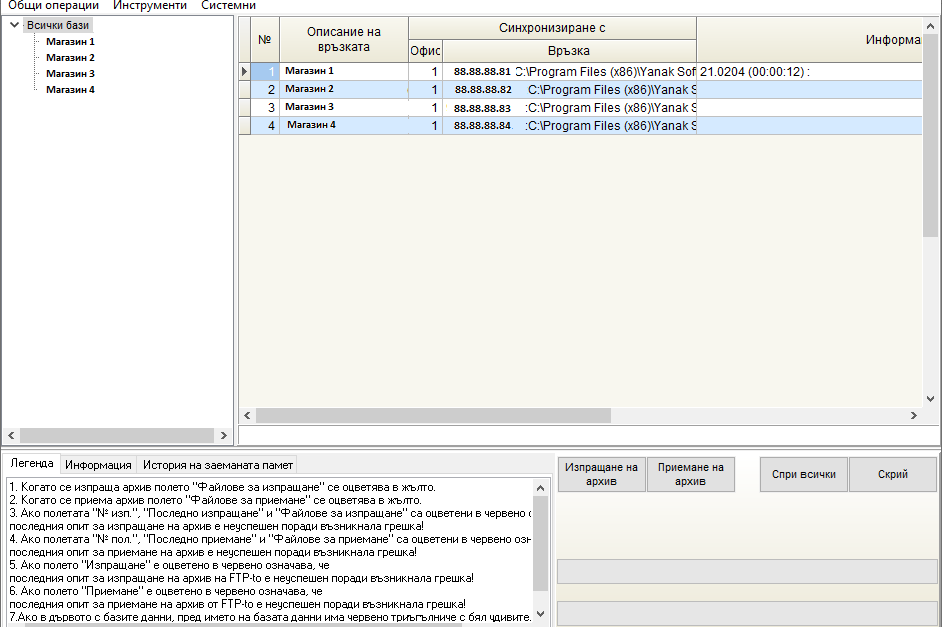 Общи операции Инструменти Системни
Всички бази
Магазин 1
Магазин 2
Магазин 3
Магазин 4
№ Описание на връзката Синхронизиране с
Офис Връзка Информа
1 Магазин 1 1 88.88.88.81 C:\Program Files (x86)\Yanak Sof 21.0204 (00:00:12) :
2 Магазин 2 1 88.88.88.82 C:\Program Files (x86)\Yanak S
3 Магазин 3 1 88.88.88.83 :C:\Program Files (x86)\Yanak S
4 Магазин 4 1 88.88.88.84. :C:\Program Files (x86)\Yanak S
Легенда Информация История на заеманата памет
1. Когато се изпраща архив полето "Файлове за изпращане" се оцветява в жълто.
2. Когато се приема архив полето "Файлове за приемане" се оцветява в жълто.
3. Ако полетата "№ изп.", "Последно изпращане" и "Файлове за изпращане" са оцветени в червено о
последния опит за изпращане на архив е неуспешен поради възникнала грешка!
4. Ако полетата "№ пол.", "Последно приемане" и "Файлове за приемане" са оцветени в червено озн
последния опит за приемане на архив е неуспешен поради възникнала грешка!
5. Ако полето "Изпращане" е оцветено в червено означава, че
последния опит за изпращане на архив на FTP-to е неуспешен поради възникнала грешка!
6. Ако полето "Приемане" е оцветено в червено означава, че
последния опит за приемане на архив от FTP-to е неуспешен поради възникнала грешка!
7.Ако в дървото с базите данни, пред името на базата данни има червено триъгълниче с бял удивите.
Изпращане на архив Приемане на архив Спри всички Скрий